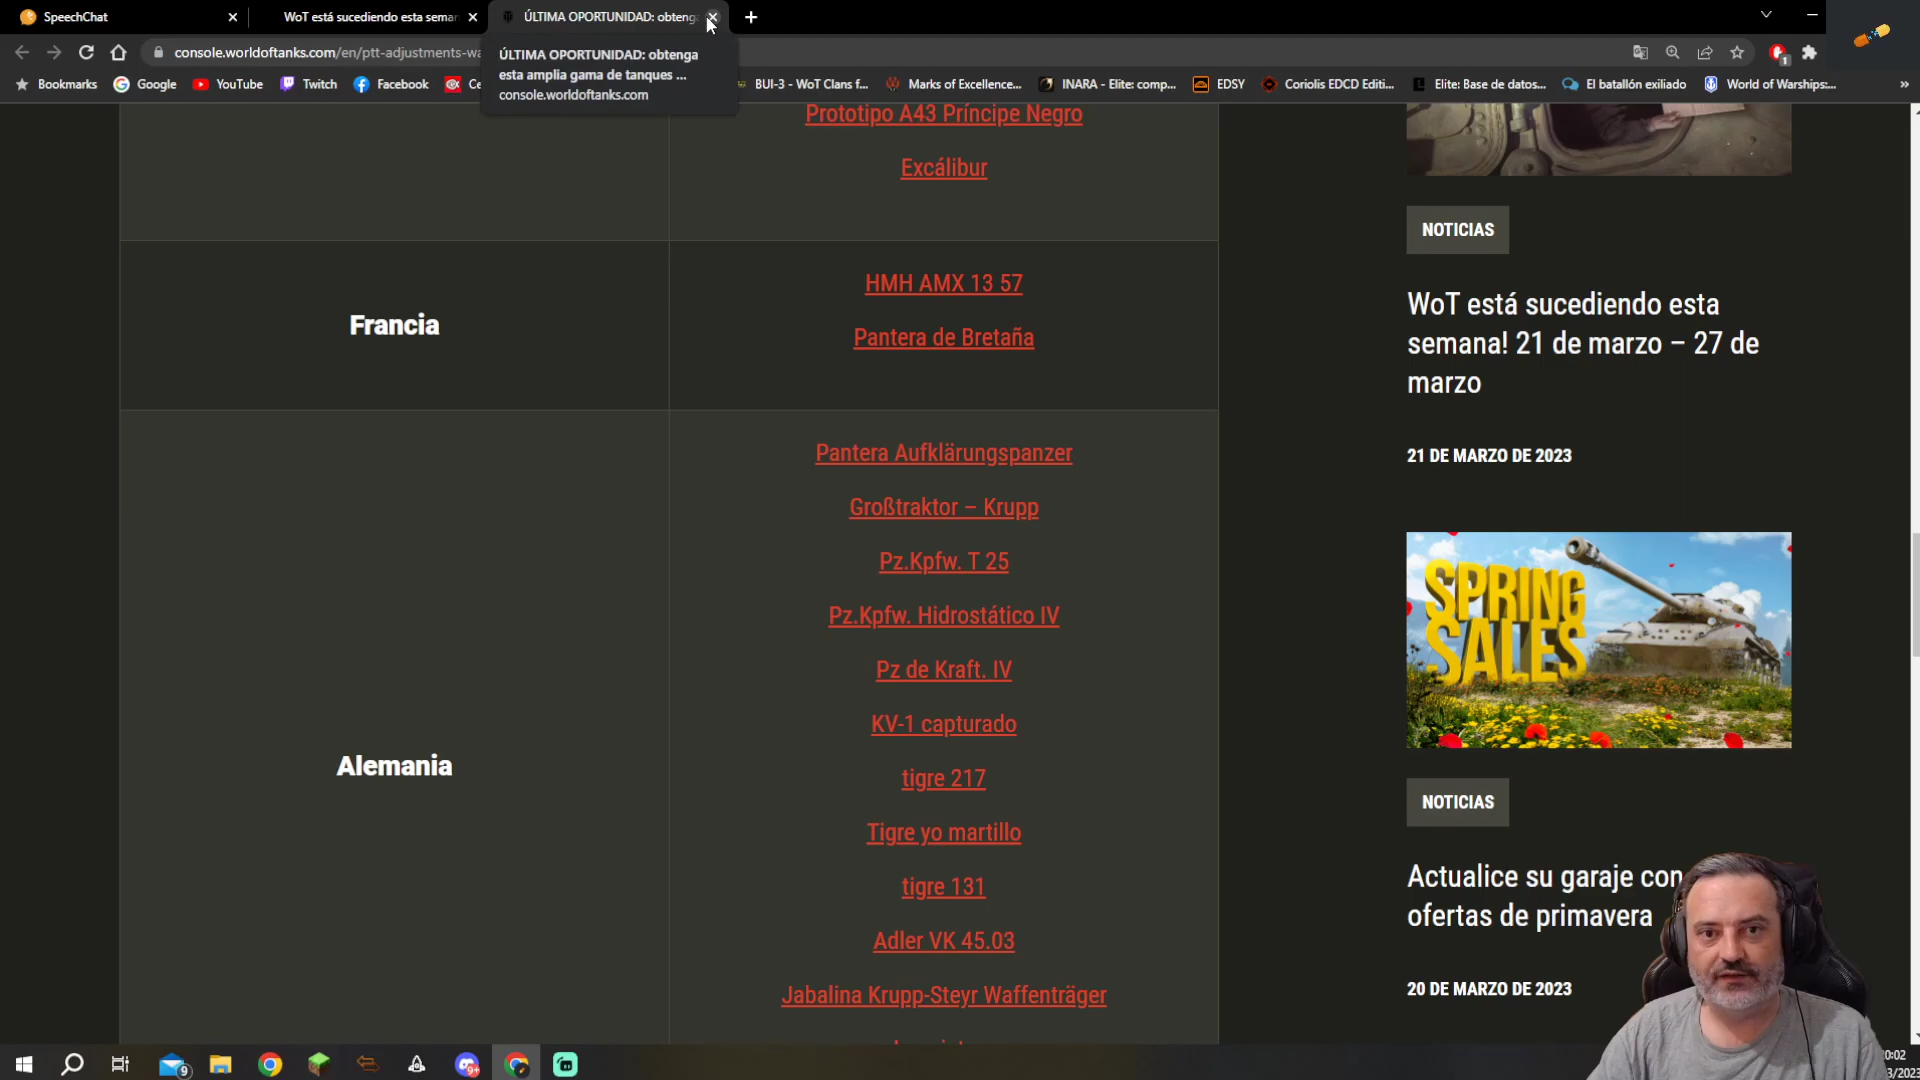 SpeechChat
WoT está sucediendo esta semar
ÚLTIMA OPORTUNIDAD: obteng
console.worldoftanks.com/en/ptt-adjustments-wa
ÚLTIMA OPORTUNIDAD: obtenga
esta amplia gama de tanques ...
console.worldoftanks.com
Bookmarks
Google
YouTube
Twitch
Facebook
Ce
BUI-3 - WoT Clans f...
Marks of Excellence...
INARA - Elite: comp...
EDSY
Coriolis EDCD Editi...
Elite: Base de datos...
El batallón exiliado
World of Warships:...
»
Prototipo A43 Príncipe Negro
Excálibur
Francia
HMH AMX 13 57
Pantera de Bretaña
Alemania
Pantera Aufklärungspanzer
Großtraktor – Krupp
Pz.Kpfw. T 25
Pz.Kpfw. Hidrostático IV
Pz de Kraft. IV
KV-1 capturado
tigre 217
Tigre yo martillo
tigre 131
Adler VK 45.03
Jabalina Krupp-Steyr Waffenträger
NOTICIAS
WoT está sucediendo esta
semana! 21 de marzo – 27 de
marzo
21 DE MARZO DE 2023
SPRING
SALES
NOTICIAS
Actualice su garaje con
ofertas de primavera
20 DE MARZO DE 2023
9
9+
0:02
3/2023